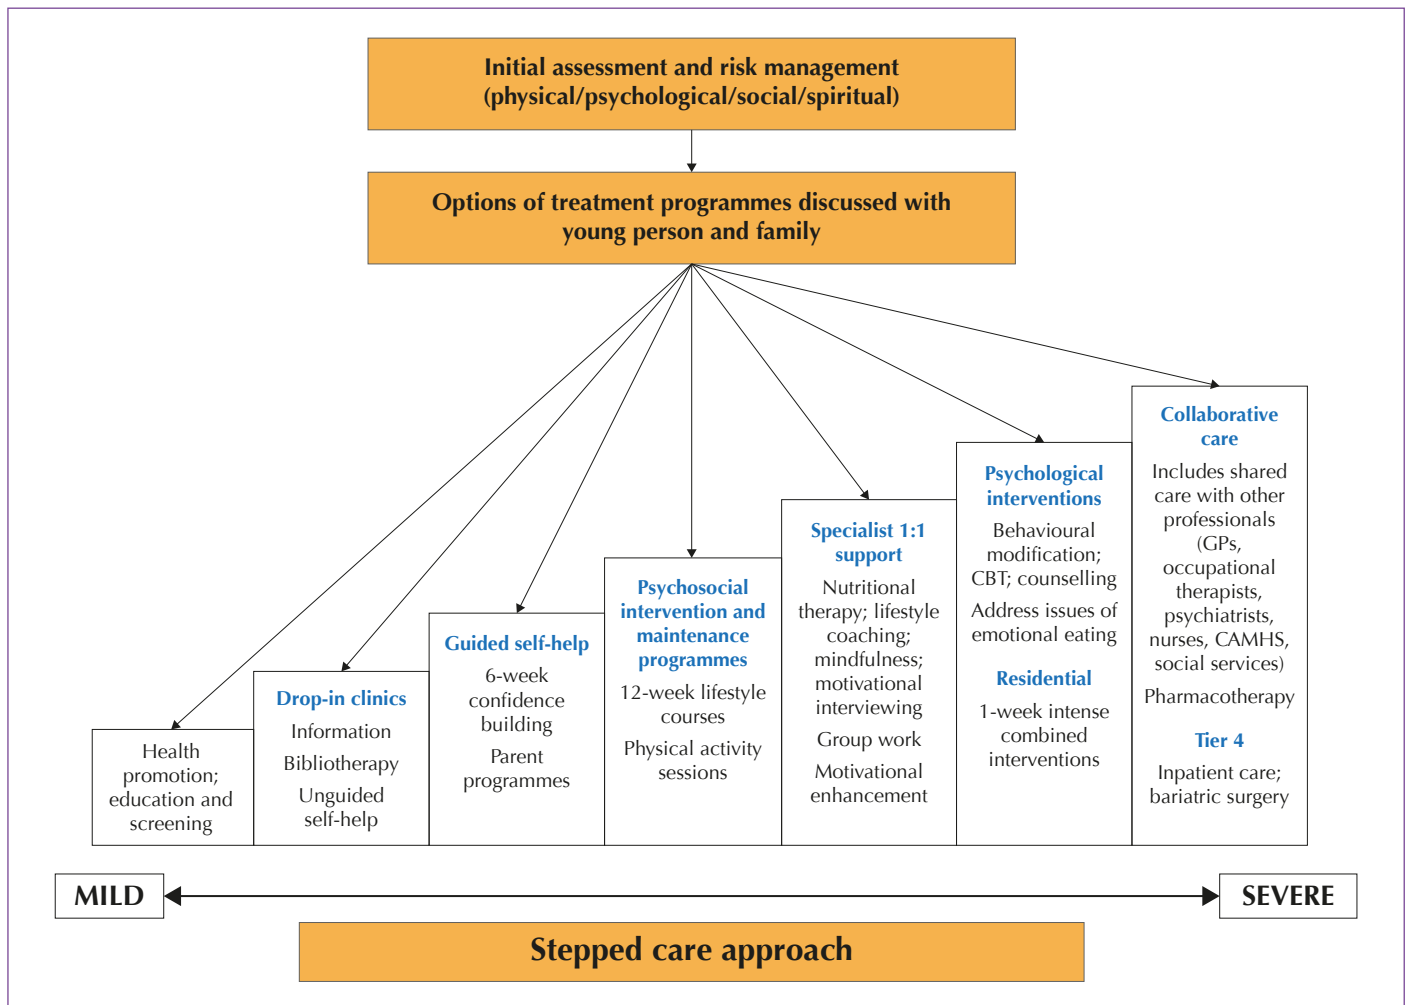 Initial assessment and risk management
(physical/psychological/social/spiritual)
Options of treatment programmes discussed with
young person and family
Health
promotion;
education and
screening
Drop-in clinics
Information
Bibliotherapy
Unguided
self-help
Guided self-help
6-week
confidence
building
Parent
programmes
Psychosocial
intervention and
maintenance
programmes
12-week lifestyle
courses
Physical activity
sessions
Specialist 1:1
support
Nutritional
therapy; lifestyle
coaching;
mindfulness;
motivational
interviewing
Group work
Motivational
enhancement
Psychological
interventions
Behavioural
modification;
CBT; counselling
Address issues of
emotional eating
Residential
1-week intense
combined
interventions
Collaborative
care
Includes shared
care with other
professionals
(GPs,
occupational
therapists,
psychiatrists,
nurses, CAMHS,
social services)
Pharmacotherapy
Tier 4
Inpatient care;
bariatric surgery
MILD
SEVERE
Stepped care approach